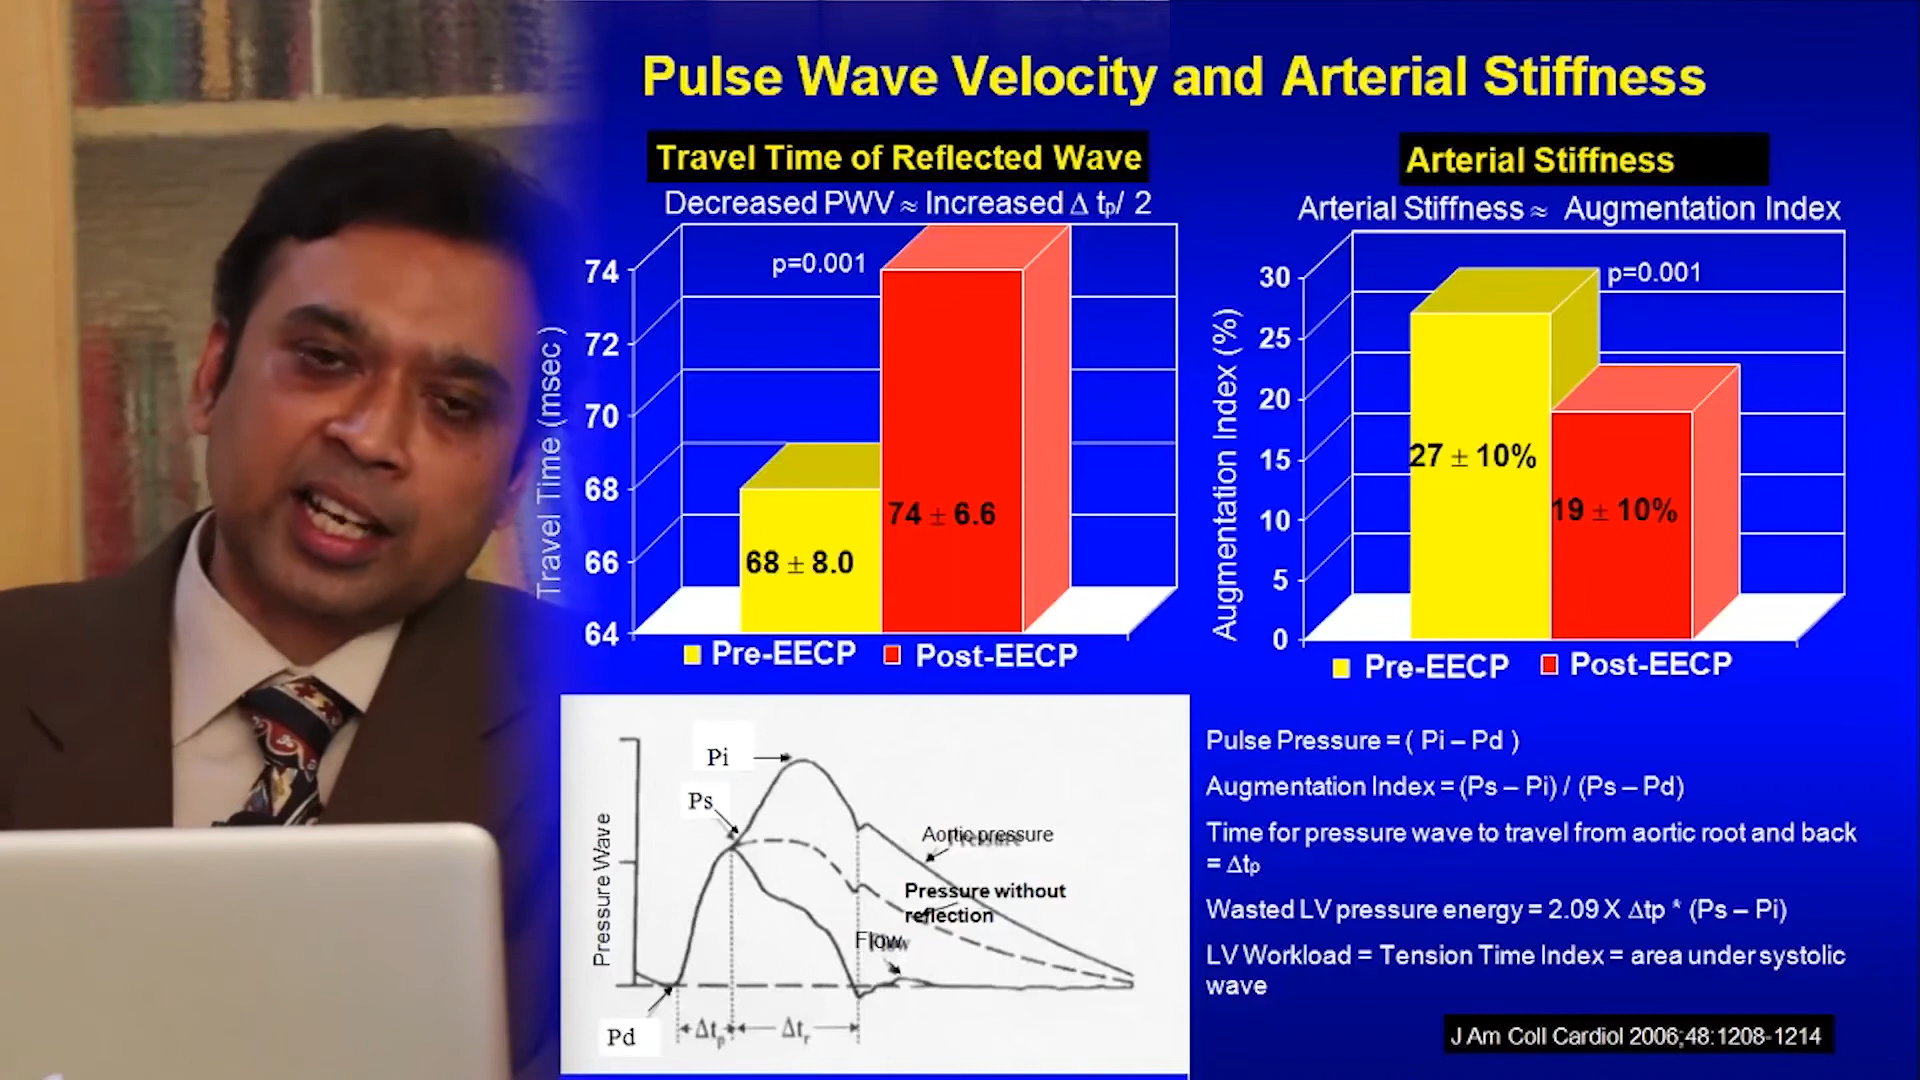 Pulse Wave Velocity and Arterial Stiffness
Travel Time of Reflected Wave
Decreased PWV ≈ Increased Δ tp/ 2
p=0.001
Travel Time (msec )
74
72
70
68
66
64
68 ± 8.0
74 ± 6.6
Pre-EECP
Post-EECP
Arterial Stiffness
Arterial Stiffness ≈ Augmentation Index
p=0.001
Augmentation Index (%)
30
25
20
15
10
5
0
27 ± 10%
19 ± 10%
Pre-EECP
Post-EECP
Pressure Wave
Pi
Ps
Aortic pressure
Pressure without
reflection
Flow
Pd
Δtp
Δtr
Pulse Pressure = ( Pi – Pd )
Augmentation Index = (Ps – Pi) / (Ps – Pd)
Time for pressure wave to travel from aortic root and back
= Δtp
Wasted LV pressure energy = 2.09 X Δtp * (Ps – Pi)
LV Workload = Tension Time Index = area under systolic
wave
J Am Coll Cardiol 2006;48:1208-1214